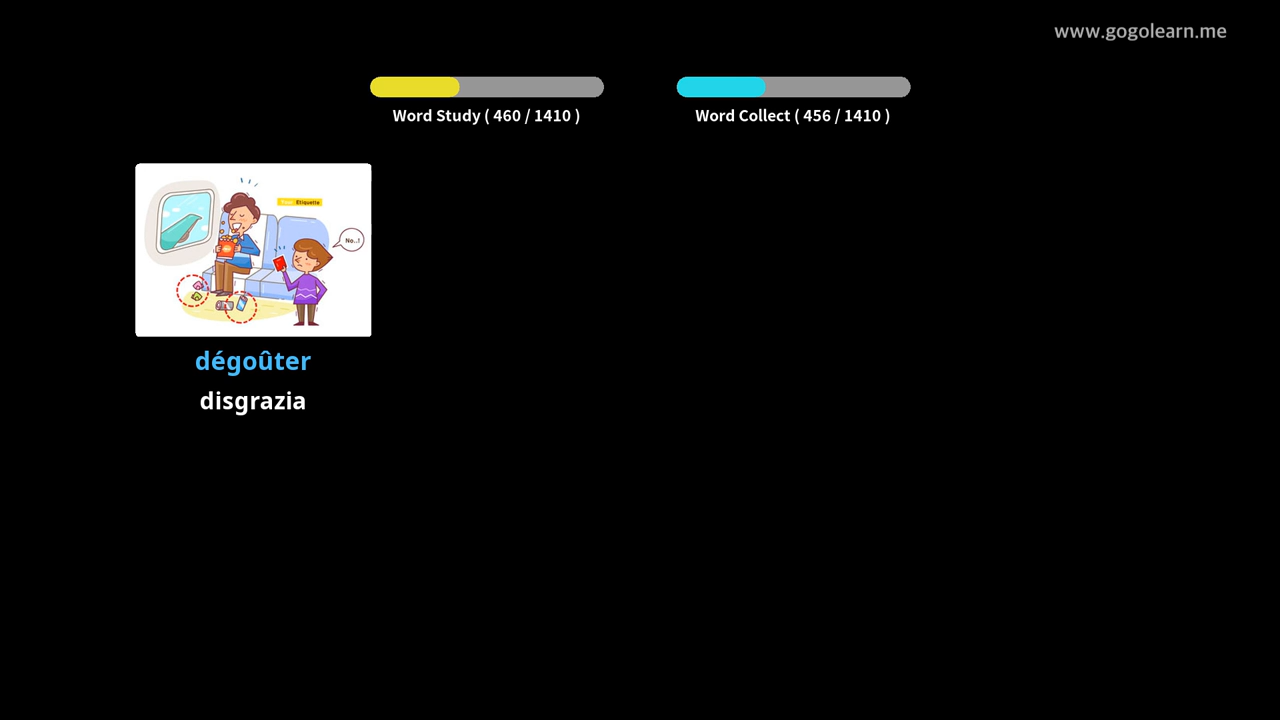 www.gogolearn.me
Word Study ( 460 / 1410 )
Word Collect ( 456 / 1410 )
Etiquette
No..!
dégoûter
disgrazia